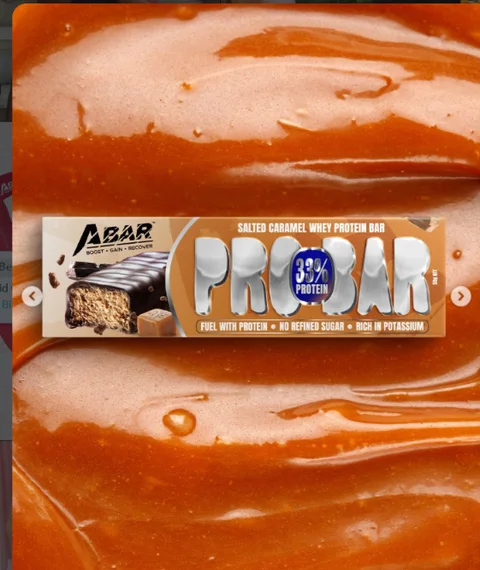 ABAR
BOOST • GAIN • RECOVER
SALTED CARAMEL WHEY PROTEIN BAR
PRO BAR
33%
PROTEIN
FUEL WITH PROTEIN • NO REFINED SUGAR • RICH IN POTASSIUM